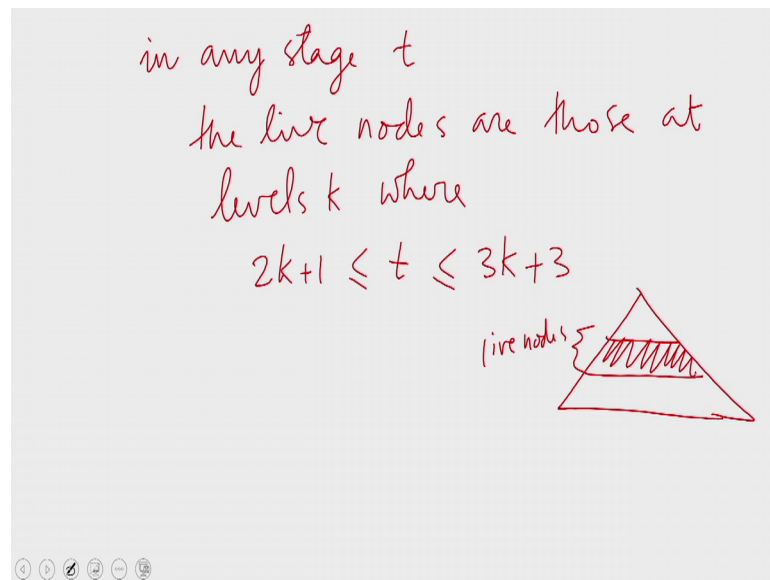 in any stage t
the live nodes are those at
levels k where
2k+1 ≤ t ≤ 3k+3
live nodes